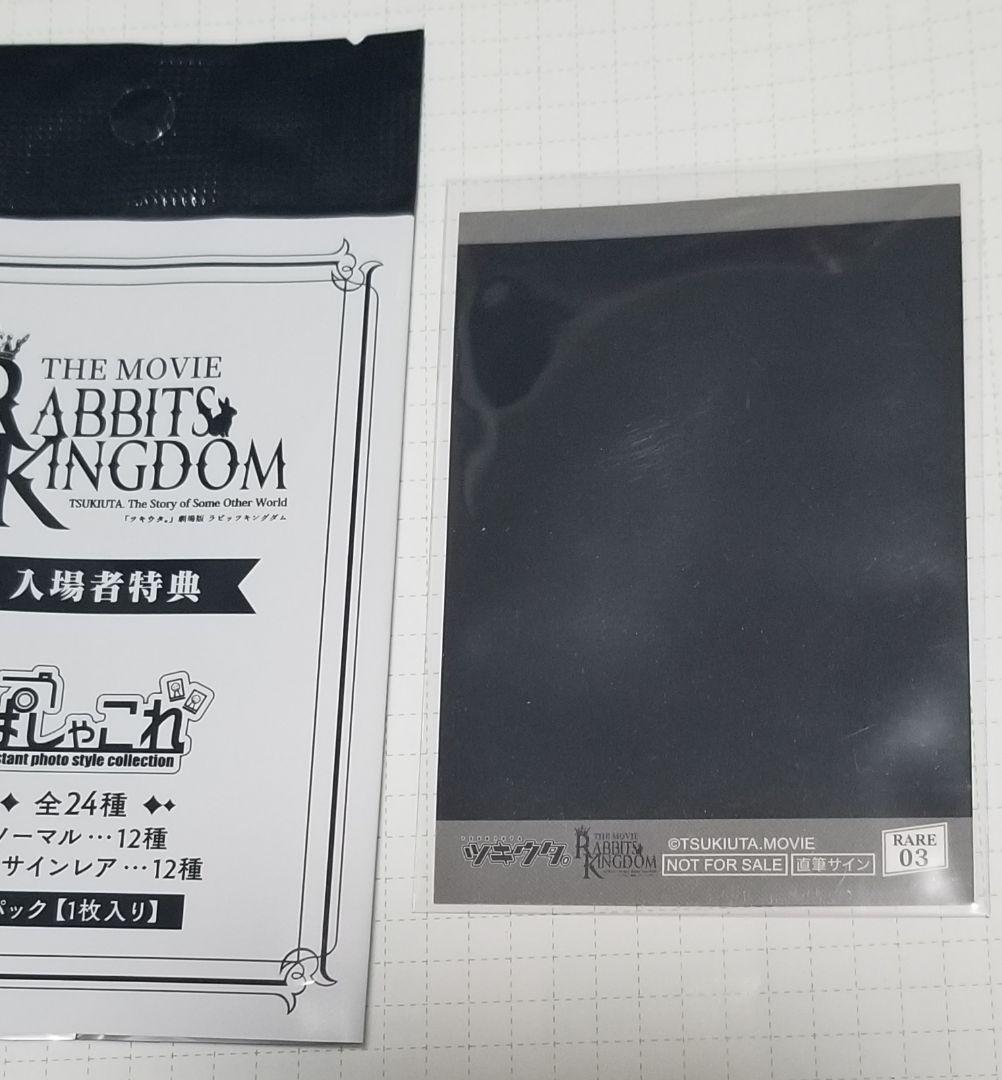 THE MOVIE
RABBITS
KINGDOM
TSUKIUTA. The Story of Some Other World
「ツキウタ。」劇場版 ラビッツキングダム
入場者特典
ぱしゃこれ
stant photo style collection
全24種
ノーマル…12種
サインレア…12種
パック【1枚入り】
ツキウタ。
THE MOVIE
RABBITS
KINGDOM
©TSUKIUTA.MOVIE
NOT FOR SALE
直筆サイン
RARE
03